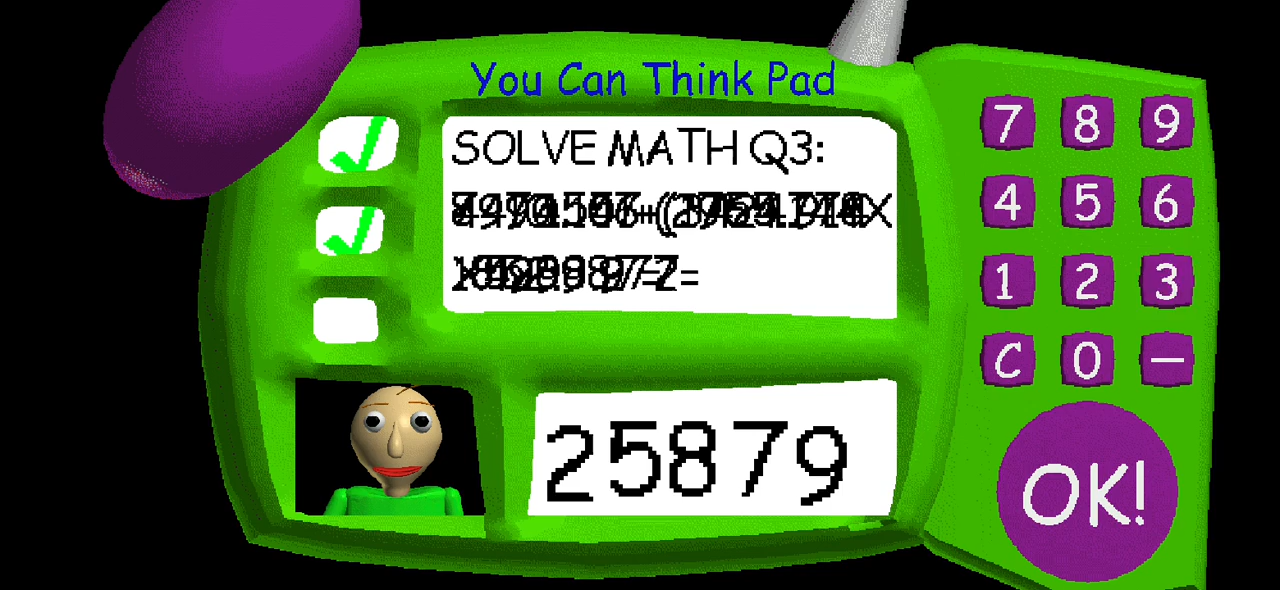 You Can Think Pad
SOLVE MATH Q3:
25879
7 8 9
4 5 6
1 2 3
C 0 —
OK!